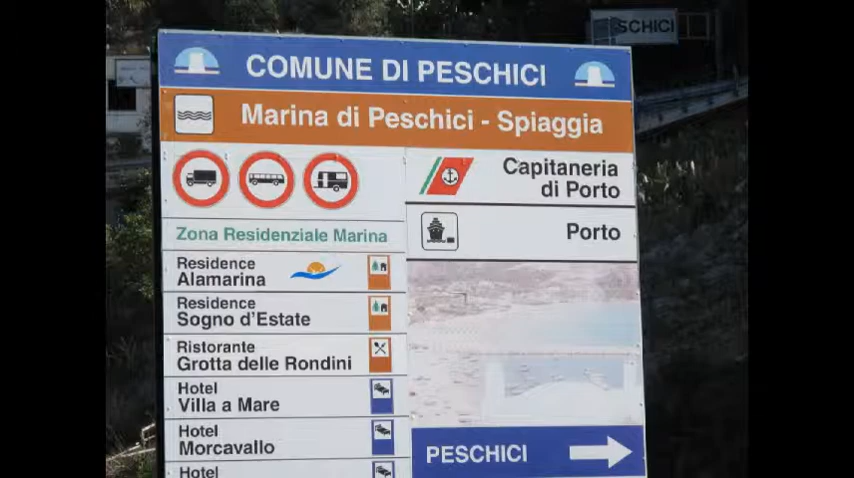 SCHICI
COMUNE DI PESCHICI
Marina di Peschici - Spiaggia
Capitaneria
di Porto
Porto
Zona Residenziale Marina
Residence
Alamarina
Residence
Sogno d'Estate
Ristorante
Grotta delle Rondini
Hotel
Villa a Mare
Hotel
Morcavallo
Hotel
PESCHICI